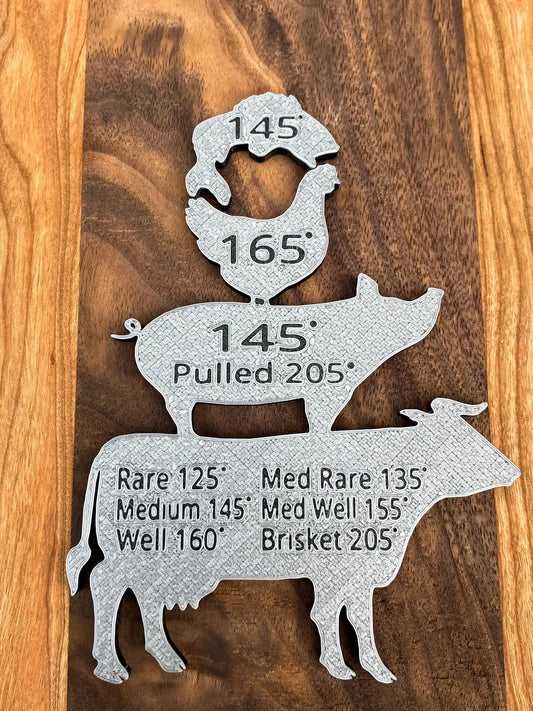 145°
165°
145°
Pulled 205°
Rare 125° Med Rare 135°
Medium 145° Med Well 155°
Well 160° Brisket 205°